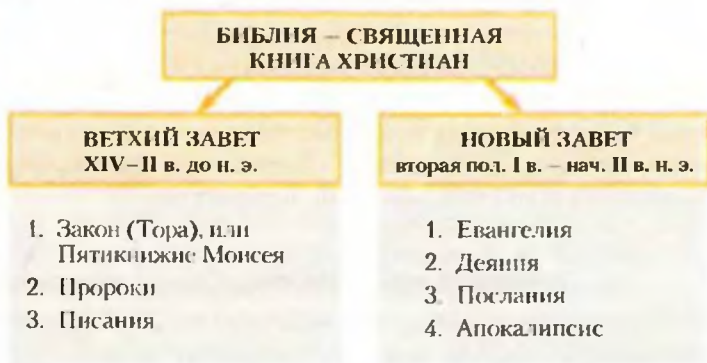 БИБЛИЯ – СВЯЩЕННАЯ
КНИГА ХРИСТИАН
ВЕТХИЙ ЗАВЕТ
XIV–II в. до н. э.
1. Закон (Тора), или
Пятикнижие Моисея
2. Пророки
3. Писания
НОВЫЙ ЗАВЕТ
вторая пол. I в. – нач. II в. н. э.
1. Евангелия
2. Деяния
3. Послания
4. Апокалипсис